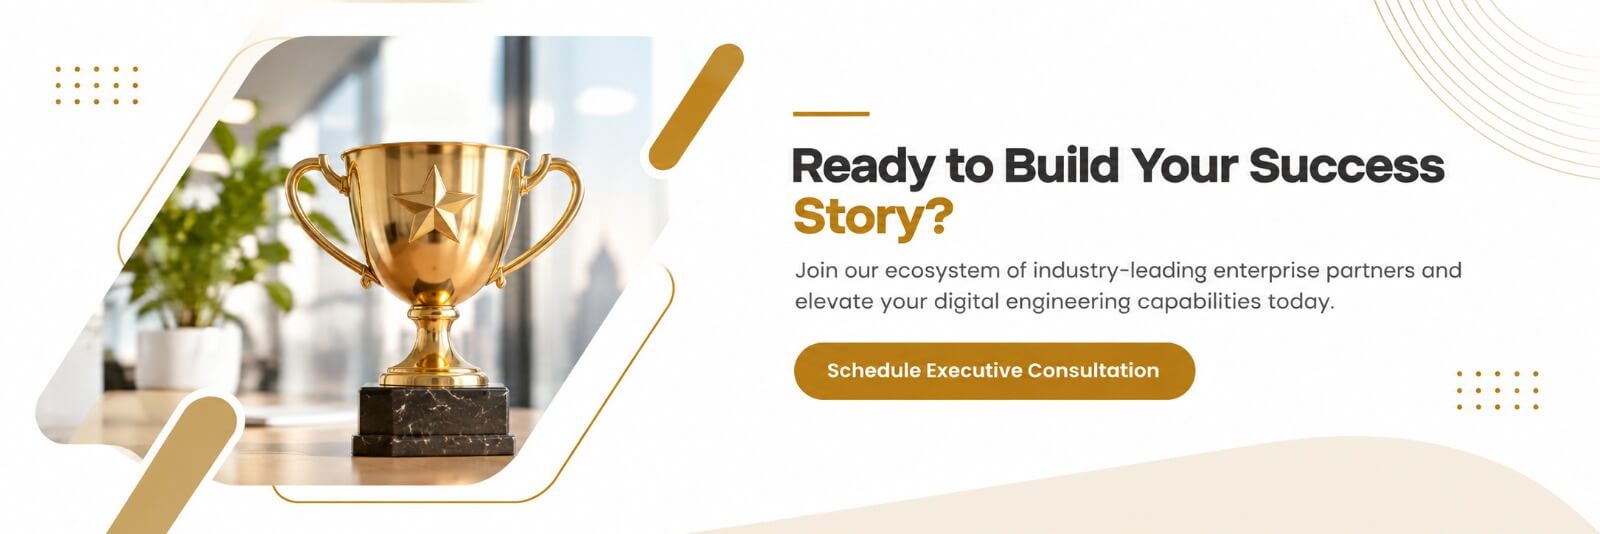 Ready to Build Your Success
Story?
Join our ecosystem of industry-leading enterprise partners and
elevate your digital engineering capabilities today.
Schedule Executive Consultation